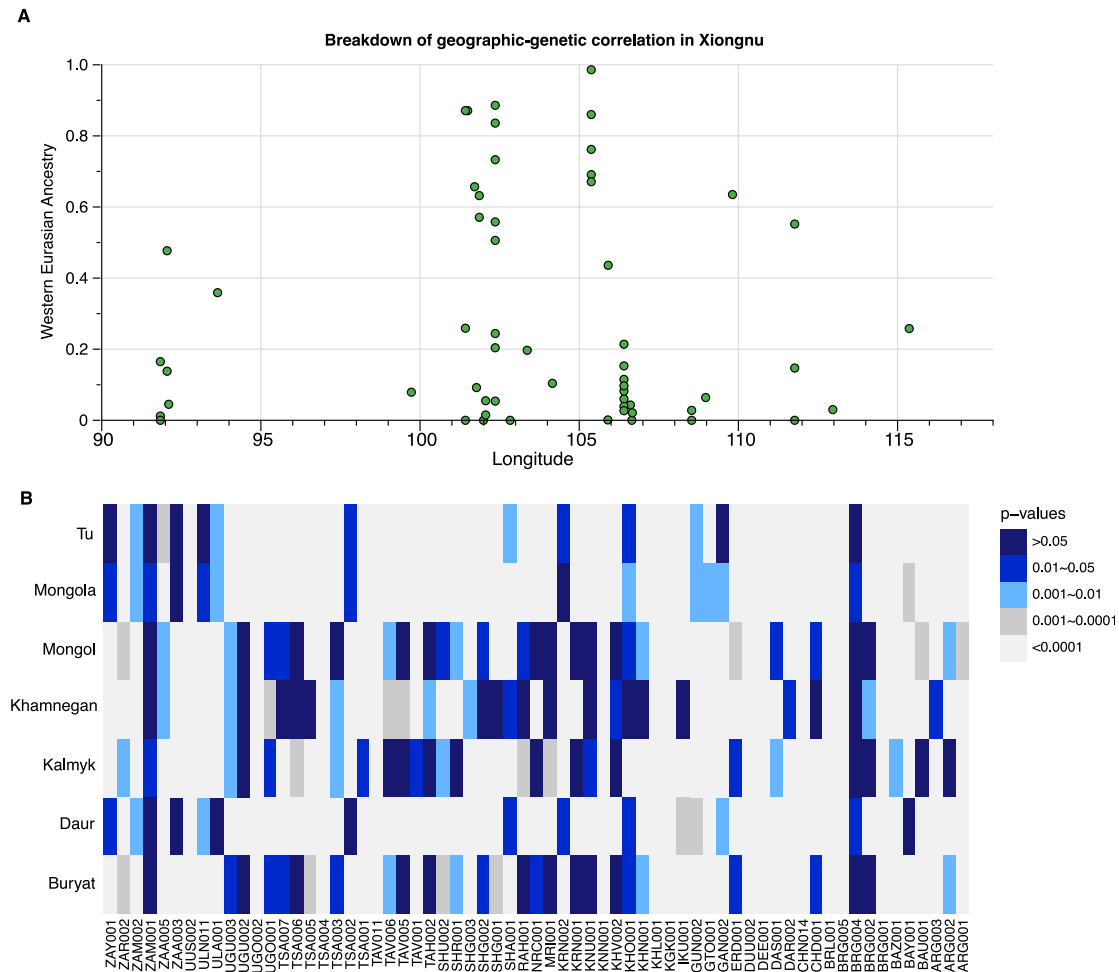 A
Breakdown of geographic-genetic correlation in Xiongnu
1.0
0.8
0.6
0.4
0.2
0
Western Eurasian Ancestry
90 95 100 105 110 115
Longitude
B
Tu
Mongola
Mongol
Khamnegan
Kalmyk
Daur
Buryat
p-values
>0.05
0.01~0.05
0.001~0.01
0.001~0.0001
<0.0001
ZAY001
ZAR002
ZAM002
ZAM001
ZAA005
ZAA003
UUS002
ULN011
ULA001
UGU003
UGU002
UGO002
UGO001
TSA007
TSA006
TSA005
TSA004
TSA003
TSA002
TSA001
TAV011
TAV006
TAV005
TAV001
TAH002
SHU002
SHR001
SHG003
SHG002
SHG001
SHA001
RAH001
NRC001
MRI001
KRN002
KRN001
KNU001
KNN001
KHU002
KHO001
KHN001
KHL001
KGK001
JKU001
GUN002
GTO001
GAN002
ERD001
DUU002
DEE001
DAS001
DAR002
CHN014
CHD001
BRL001
BRG005
BRG004
BRG002
BRG001
BAZ001
BAY001
BAU001
ARG003
ARG002
ARG001